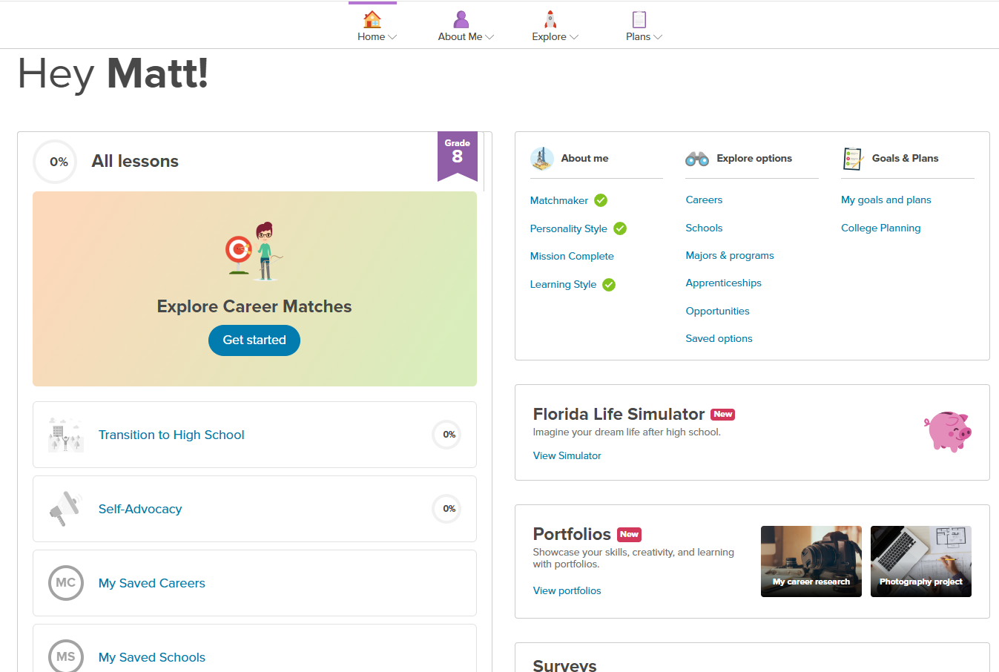 Home
About Me
Explore
Plans
Hey Matt!
0%
All lessons
Grade
8
Explore Career Matches
Get started
Transition to High School
0%
Self-Advocacy
0%
MC
My Saved Careers
MS
My Saved Schools
About me
Matchmaker
Personality Style
Mission Complete
Learning Style
Explore options
Careers
Schools
Majors & programs
Apprenticeships
Opportunities
Saved options
Goals & Plans
My goals and plans
College Planning
Florida Life Simulator New
Imagine your dream life after high school.
View Simulator
Portfolios New
Showcase your skills, creativity, and learning
with portfolios.
View portfolios
My career research
Photography project
Surveys